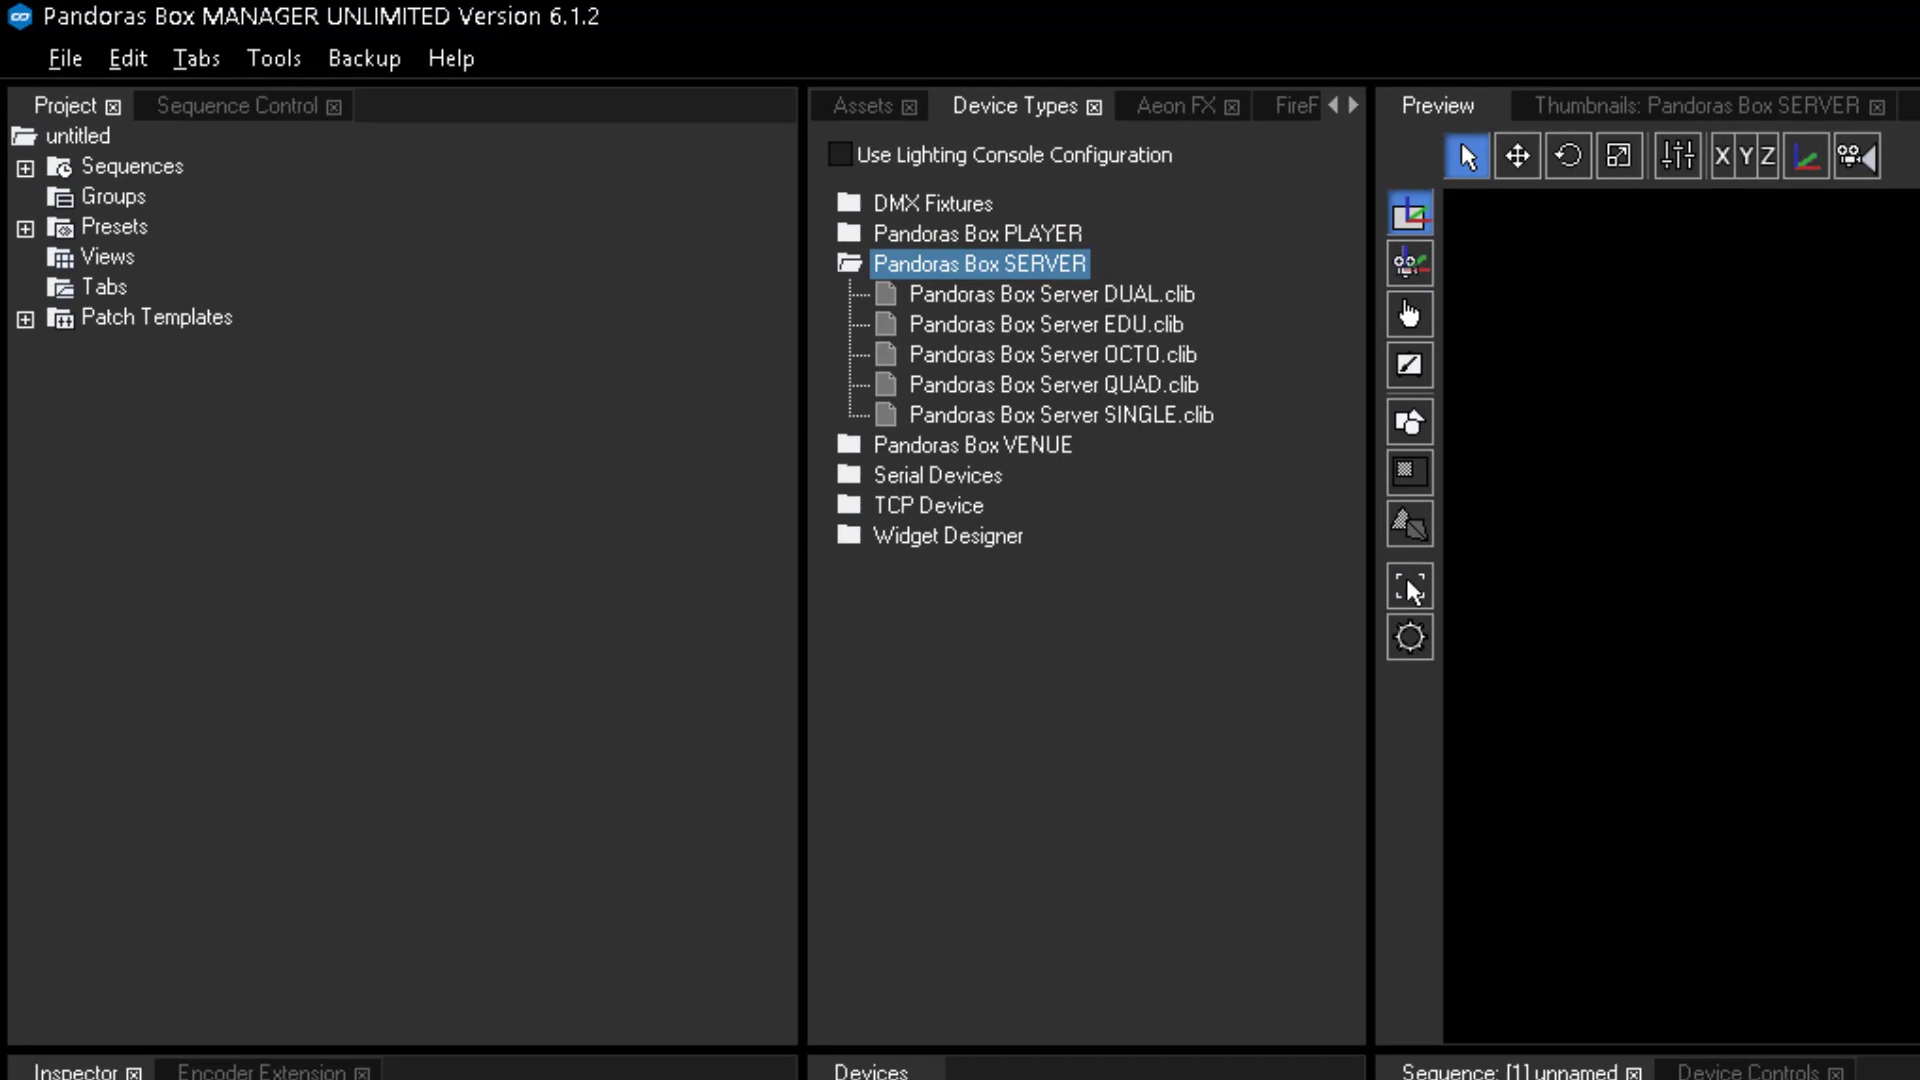 Pandoras Box MANAGER UNLIMITED Version 6.1.2
File Edit Tabs Tools Backup Help
Project Sequence Control
untitled
Sequences
Groups
Presets
Views
Tabs
Patch Templates
Assets Device Types Aeon FX FireF
Use Lighting Console Configuration
DMX Fixtures
Pandoras Box PLAYER
Pandoras Box SERVER
Pandoras Box Server DUAL.clib
Pandoras Box Server EDU.clib
Pandoras Box Server OCTO.clib
Pandoras Box Server QUAD.clib
Pandoras Box Server SINGLE.clib
Pandoras Box VENUE
Serial Devices
TCP Device
Widget Designer
Preview Thumbnails: Pandoras Box SERVER
X Y Z
Inspector Encoder Extension
Devices
Sequence: [1] unnamed Device Controls